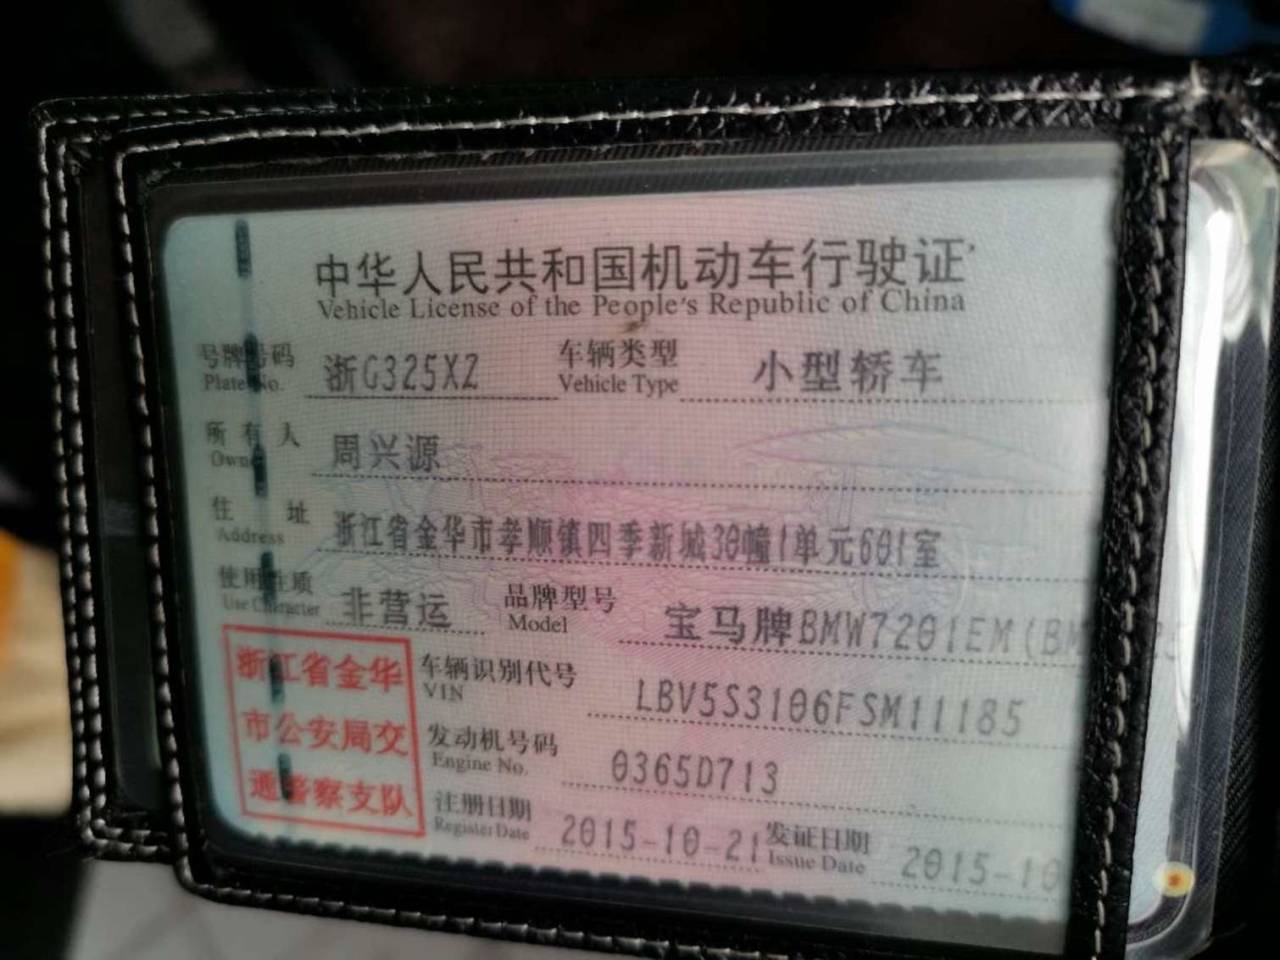 中华人民共和国机动车行驶证
Vehicle License of the People's Republic of China
号牌号码 浙G325XZ 车辆类型 小型轿车
Plate No. Vehicle Type
所有人 周兴源
Owner
住址 浙江省金华市孝顺镇四季新城30幢1单元601室
Address
使用性质 非营运 品牌型号 宝马牌BMW7201EM(BM
Use Character Model
浙江省金华
市公安局交
通警察支队
车辆识别代号 LBV5S3106FSM11185
VIN
发动机号码 0365D713
Engine No.
注册日期 2015-10-21 发证日期 2015-10
Register Date Issue Date